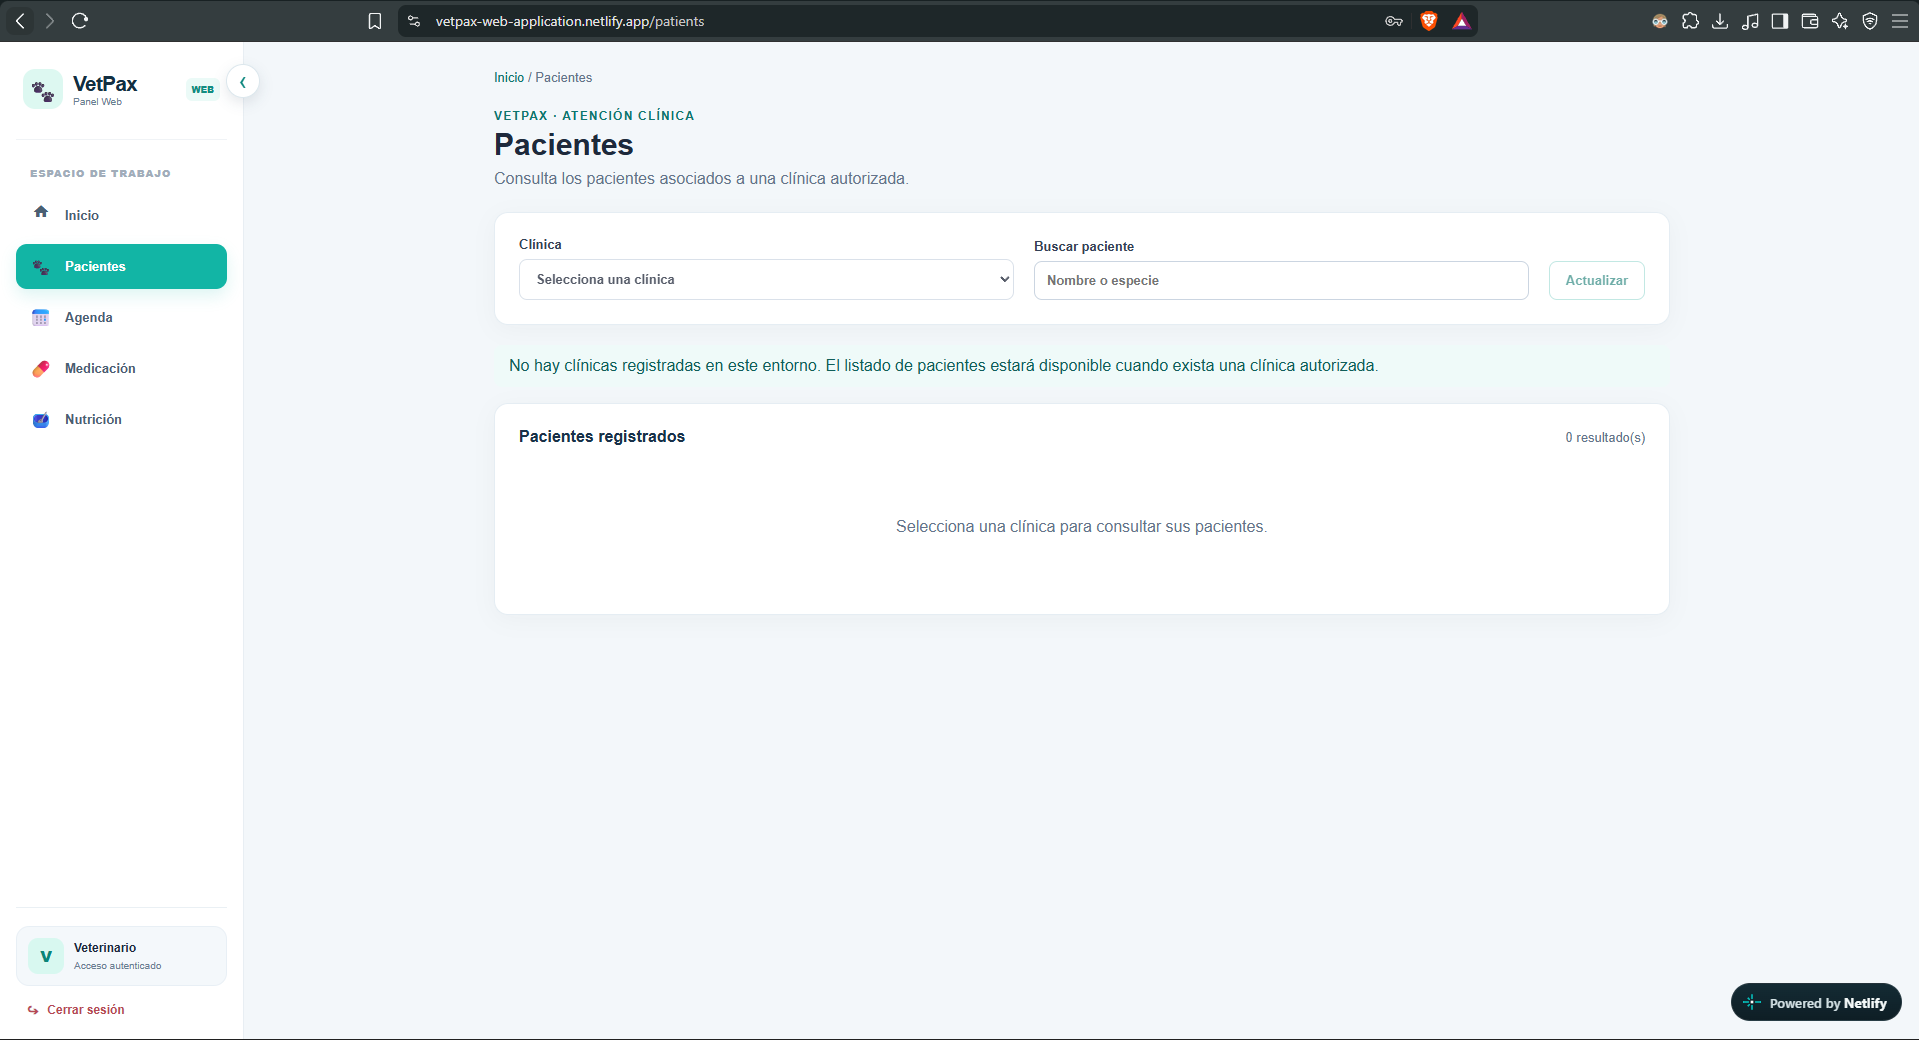 vetpax-web-application.netlify.app/patients
VetPax
Panel Web
WEB
ESPACIO DE TRABAJO
Inicio
Pacientes
Agenda
Medicación
Nutrición
V
Veterinario
Acceso autenticado
Cerrar sesión
Inicio / Pacientes
VETPAX · ATENCIÓN CLÍNICA
Pacientes
Consulta los pacientes asociados a una clínica autorizada.
Clínica
Selecciona una clínica
Buscar paciente
Nombre o especie
Actualizar
No hay clínicas registradas en este entorno. El listado de pacientes estará disponible cuando exista una clínica autorizada.
Pacientes registrados
0 resultado(s)
Selecciona una clínica para consultar sus pacientes.
Powered by Netlify